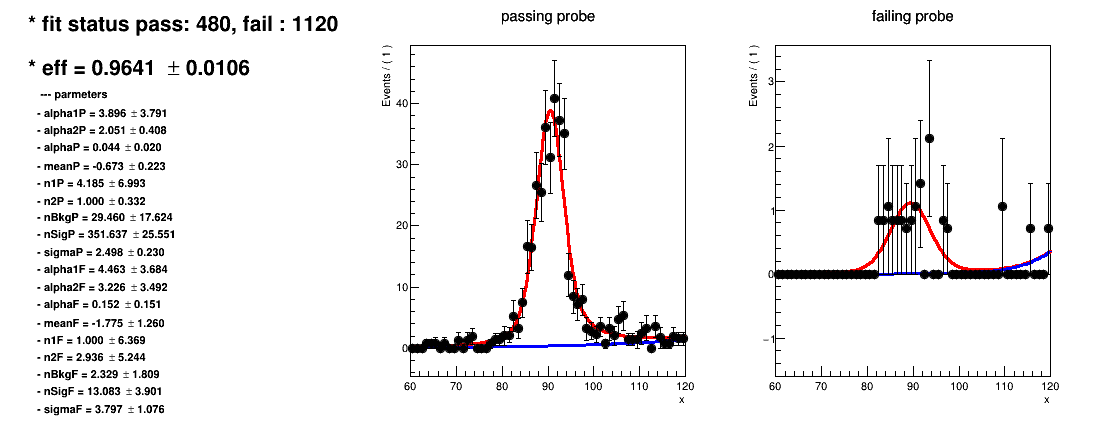 * fit status pass: 480, fail : 1120
* eff = 0.9641 ± 0.0106
--- parmeters
- alpha1P = 3.896 ± 3.791
- alpha2P = 2.051 ± 0.408
- alphaP = 0.044 ± 0.020
- meanP = -0.673 ± 0.223
- n1P = 4.185 ± 6.993
- n2P = 1.000 ± 0.332
- nBkgP = 29.460 ± 17.624
- nSigP = 351.637 ± 25.551
- sigmaP = 2.498 ± 0.230
- alpha1F = 4.463 ± 3.684
- alpha2F = 3.226 ± 3.492
- alphaF = 0.152 ± 0.151
- meanF = -1.775 ± 1.260
- n1F = 1.000 ± 6.369
- n2F = 2.936 ± 5.244
- nBkgF = 2.329 ± 1.809
- nSigF = 13.083 ± 3.901
- sigmaF = 3.797 ± 1.076
passing probe
Events / ( 1 )
40
30
20
10
0
60 70 80 90 100 110 120
x
failing probe
Events / ( 1 )
3
2
1
0
−1
60 70 80 90 100 110 120
x